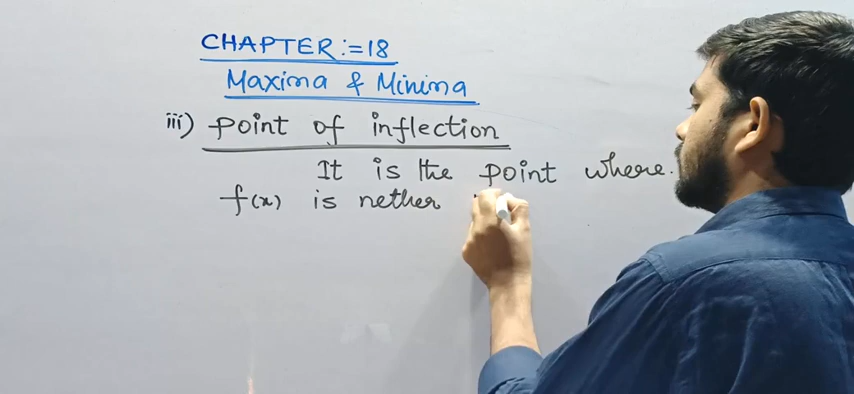 CHAPTER:=18
Maxima & Minima
iii) Point of inflection
It is the point where.
f(x) is nether